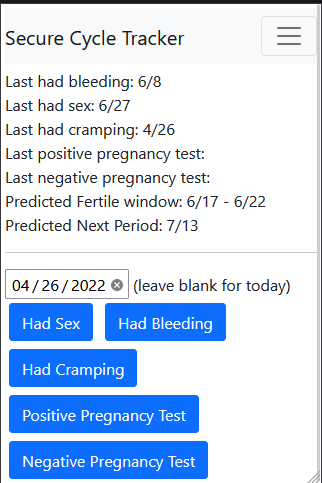 Secure Cycle Tracker
Last had bleeding: 6/8
Last had sex: 6/27
Last had cramping: 4/26
Last positive pregnancy test:
Last negative pregnancy test:
Predicted Fertile window: 6/17 - 6/22
Predicted Next Period: 7/13
04/26/2022 (leave blank for today)
Had Sex Had Bleeding
Had Cramping
Positive Pregnancy Test
Negative Pregnancy Test